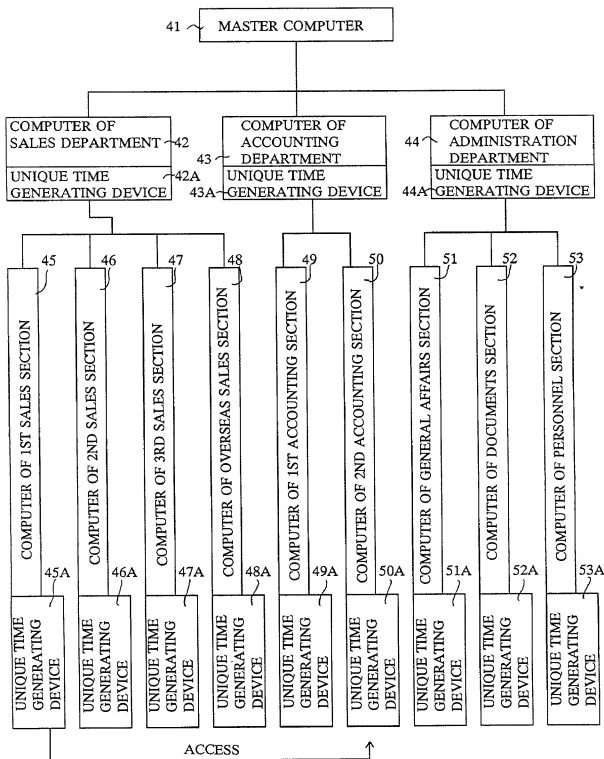 41 MASTER COMPUTER
COMPUTER OF
SALES DEPARTMENT
42
UNIQUE TIME
GENERATING DEVICE
42A
COMPUTER OF
ACCOUNTING
DEPARTMENT
43
UNIQUE TIME
GENERATING DEVICE
43A
COMPUTER OF
ADMINISTRATION
DEPARTMENT
44
UNIQUE TIME
GENERATING DEVICE
44A
45
COMPUTER OF 1ST SALES SECTION
46
COMPUTER OF 2ND SALES SECTION
47
COMPUTER OF 3RD SALES SECTION
48
COMPUTER OF OVERSEAS SALES SECTION
49
COMPUTER OF 1ST ACCOUNTING SECTION
50
COMPUTER OF 2ND ACCOUNTING SECTION
51
COMPUTER OF GENERAL AFFAIRS SECTION
52
COMPUTER OF DOCUMENTS SECTION
53
COMPUTER OF PERSONNEL SECTION
45A
UNIQUE TIME
GENERATING
DEVICE
46A
UNIQUE TIME
GENERATING
DEVICE
47A
UNIQUE TIME
GENERATING
DEVICE
48A
UNIQUE TIME
GENERATING
DEVICE
49A
UNIQUE TIME
GENERATING
DEVICE
50A
UNIQUE TIME
GENERATING
DEVICE
51A
UNIQUE TIME
GENERATING
DEVICE
52A
UNIQUE TIME
GENERATING
DEVICE
53A
UNIQUE TIME
GENERATING
DEVICE
ACCESS